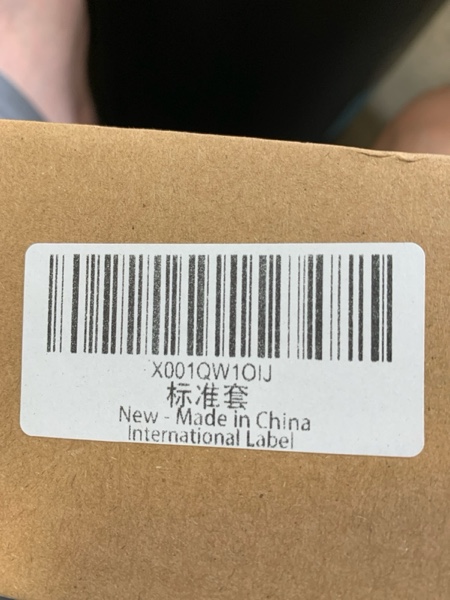 X001QW1OIJ
标准套
New - Made in China
International Label